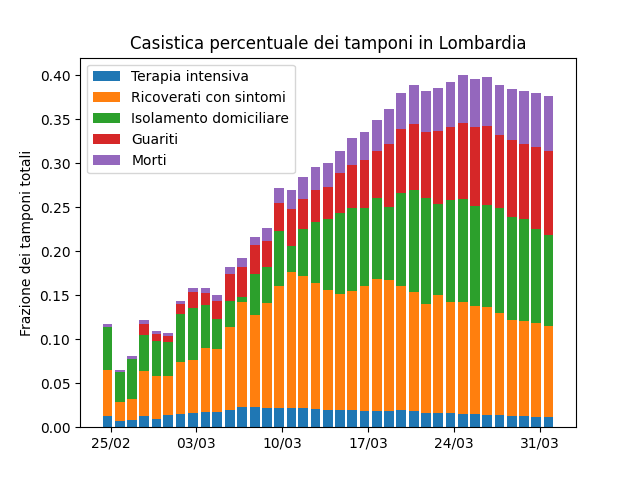 Casistica percentuale dei tamponi in Lombardia
Terapia intensiva
Ricoverati con sintomi
Isolamento domiciliare
Guariti
Morti
Frazione dei tamponi totali
0.40
0.35
0.30
0.25
0.20
0.15
0.10
0.05
0.00
25/02 03/03 10/03 17/03 24/03 31/03